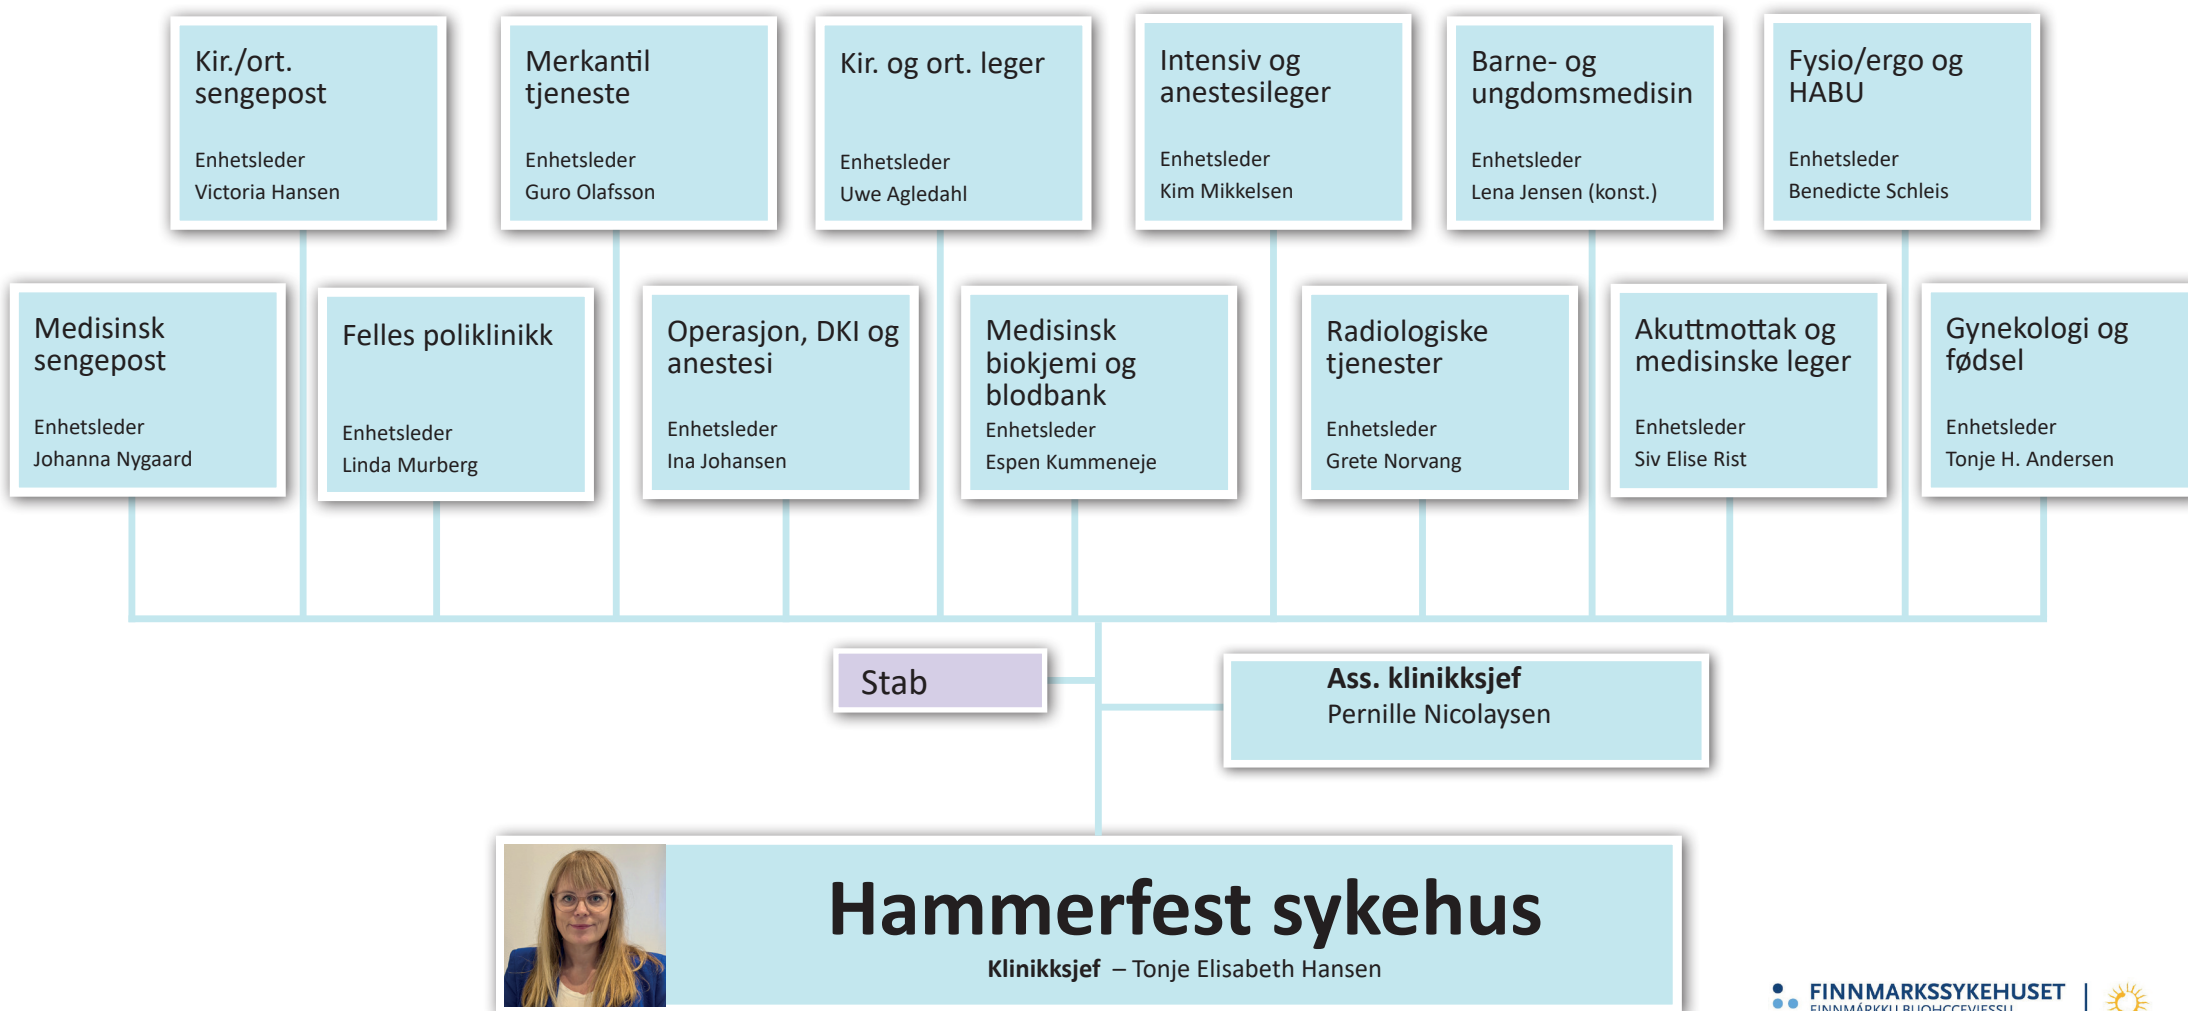 Kir./ort.
sengepost
Enhetsleder
Victoria Hansen
Merkantil
tjeneste
Enhetsleder
Guro Olafsson
Kir. og ort. leger
Enhetsleder
Uwe Agledahl
Intensiv og
anestesileger
Enhetsleder
Kim Mikkelsen
Barne- og
ungdomsmedisin
Enhetsleder
Lena Jensen (konst.)
Fysio/ergo og
HABU
Enhetsleder
Benedicte Schleis
Medisinsk
sengepost
Enhetsleder
Johanna Nygaard
Felles poliklinikk
Enhetsleder
Linda Murberg
Operasjon, DKI og
anestesi
Enhetsleder
Ina Johansen
Medisinsk
biokjemi og
blodbank
Enhetsleder
Espen Kummeneje
Radiologiske
tjenester
Enhetsleder
Grete Norvang
Akuttmottak og
medisinske leger
Enhetsleder
Siv Elise Rist
Gynekologi og
fødsel
Enhetsleder
Tonje H. Andersen
Stab
Ass. klinikksjef
Pernille Nicolaysen
Hammerfest sykehus
Klinikksjef – Tonje Elisabeth Hansen
FINNMARKSSYKEHUSET
FINNMÁRKKU BUOHCCEVIESSU